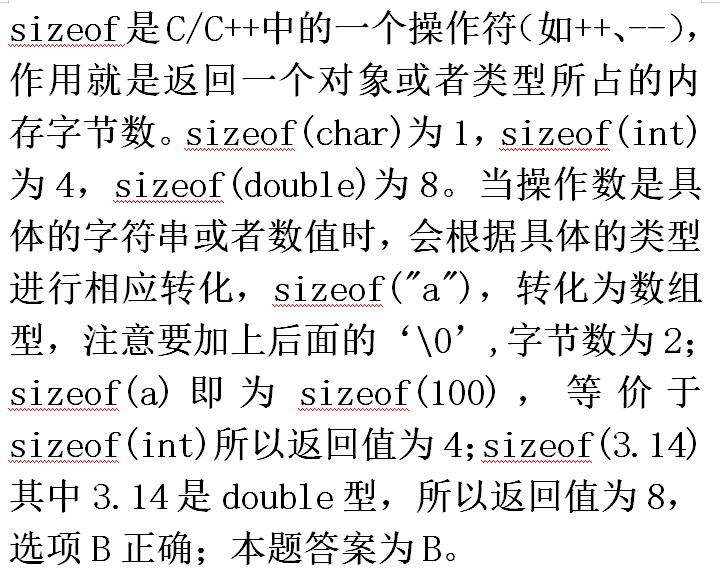 sizeof是C/C++中的一个操作符(如++、--),
作用就是返回一个对象或者类型所占的内
存字节数。sizeof(char)为1，sizeof(int)
为4，sizeof(double)为8。当操作数是具
体的字符串或者数值时，会根据具体的类型
进行相应转化，sizeof("a")，转化为数组
型，注意要加上后面的‘\0’,字节数为2；
sizeof(a)即为sizeof(100)，等价于
sizeof(int)所以返回值为4;sizeof(3.14)
其中3.14是double型，所以返回值为8，
选项B正确；本题答案为B。